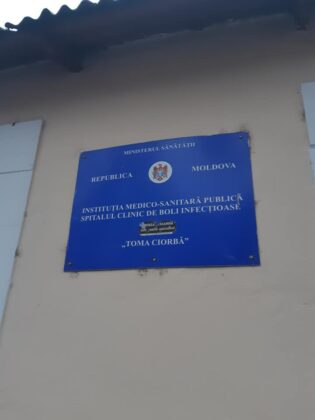 MINISTERUL SĂNĂTĂȚII
REPUBLICA MOLDOVA
INSTITUȚIA MEDICO-SANITARĂ PUBLICĂ
SPITALUL CLINIC DE BOLI INFECȚIOASE
„TOMA CIORBĂ”